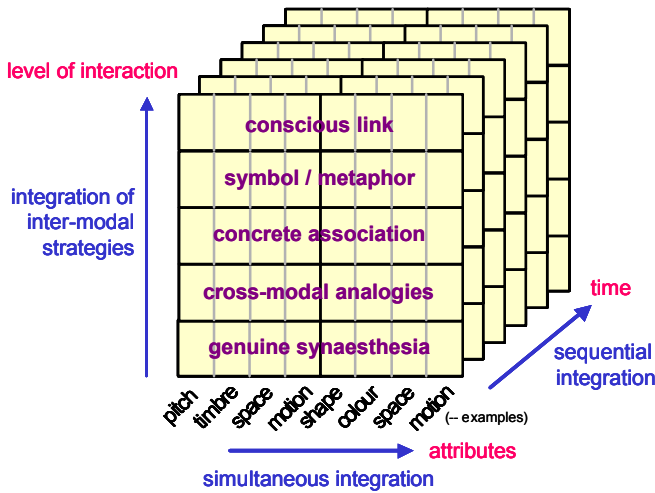 level of interaction
conscious link
symbol / metaphor
integration of
inter-modal
strategies
concrete association
cross-modal analogies
time
genuine synaesthesia
sequential
integration
pitch
timbre
space
motion
shape
colour
space
motion
(-- examples)
attributes
simultaneous integration